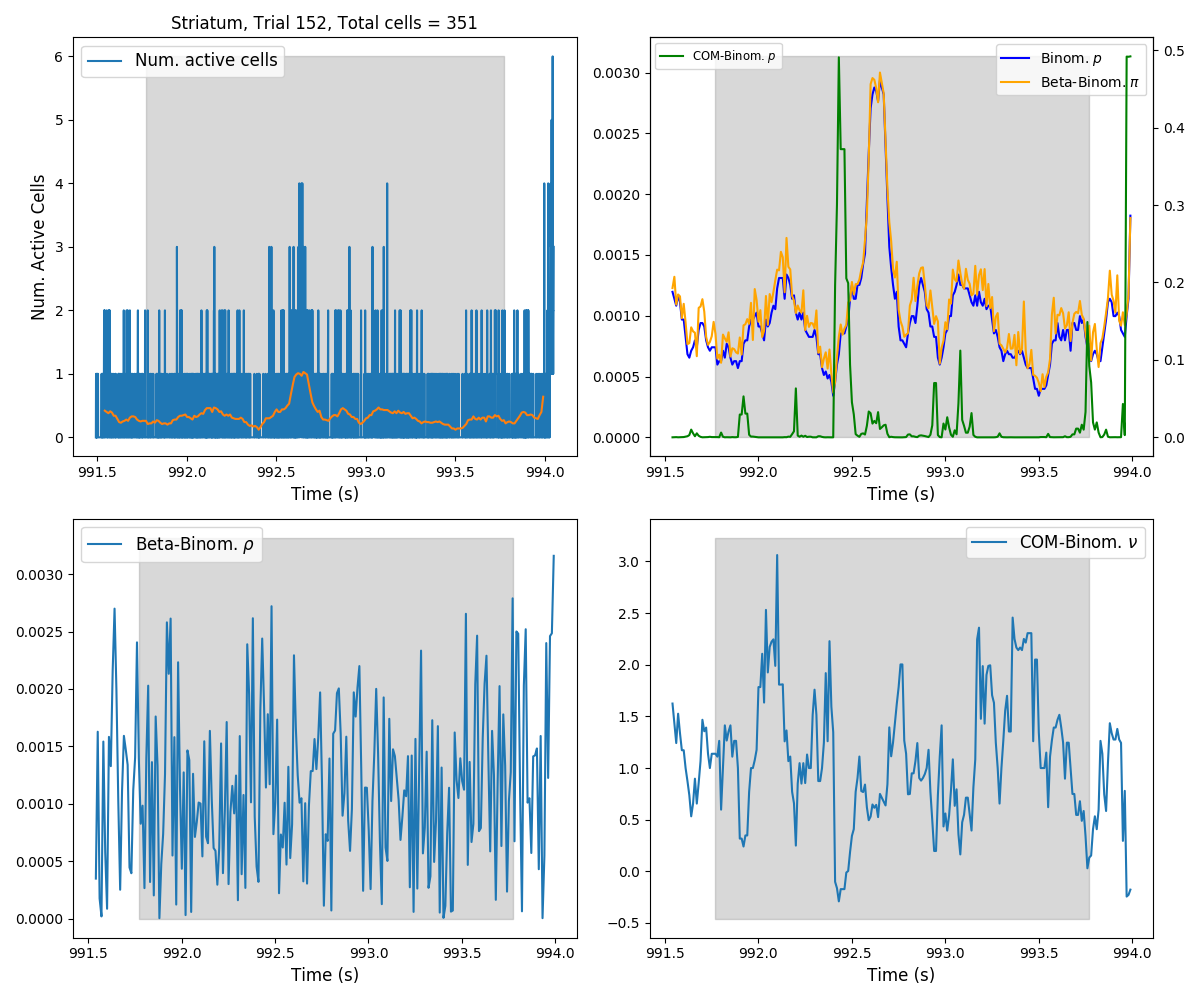 Striatum, Trial 152, Total cells = 351
Num. active cells
Num. Active Cells
6
5
4
3
2
1
0
991.5 992.0 992.5 993.0 993.5 994.0
Time (s)
COM-Binom. p
Binom. p
Beta-Binom. π
0.0030
0.0025
0.0020
0.0015
0.0010
0.0005
0.0000
0.5
0.4
0.3
0.2
0.1
0.0
991.5 992.0 992.5 993.0 993.5 994.0
Time (s)
Beta-Binom. ρ
0.0030
0.0025
0.0020
0.0015
0.0010
0.0005
0.0000
991.5 992.0 992.5 993.0 993.5 994.0
Time (s)
COM-Binom. ν
3.0
2.5
2.0
1.5
1.0
0.5
0.0
−0.5
991.5 992.0 992.5 993.0 993.5 994.0
Time (s)